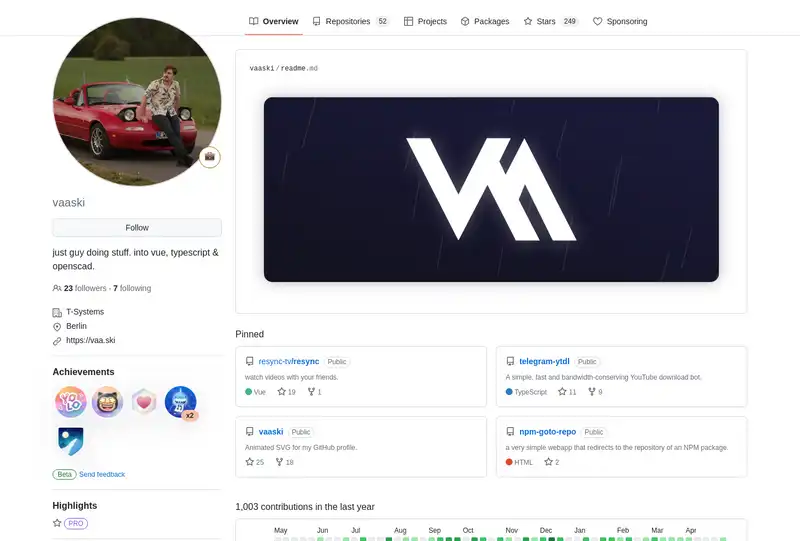 Overview
Repositories 52
Projects
Packages
Stars 249
Sponsoring
vaaski
Follow
just guy doing stuff. into vue, typescript &
openscad.
23 followers · 7 following
T-Systems
Berlin
https://vaa.ski
Achievements
YOLO
x2
Beta Send feedback
Highlights
PRO
vaaski/readme.md
VA
Pinned
resync-tv/resync Public
watch videos with your friends.
Vue 19 1
telegram-ytdl Public
A simple, fast and bandwidth-conserving YouTube download bot.
TypeScript 11 9
vaaski Public
Animated SVG for my GitHub profile.
25 18
npm-goto-repo Public
a very simple webapp that redirects to the repository of an NPM package.
HTML 2
1,003 contributions in the last year
May Jun Jul Aug Sep Oct Nov Dec Jan Feb Mar Apr